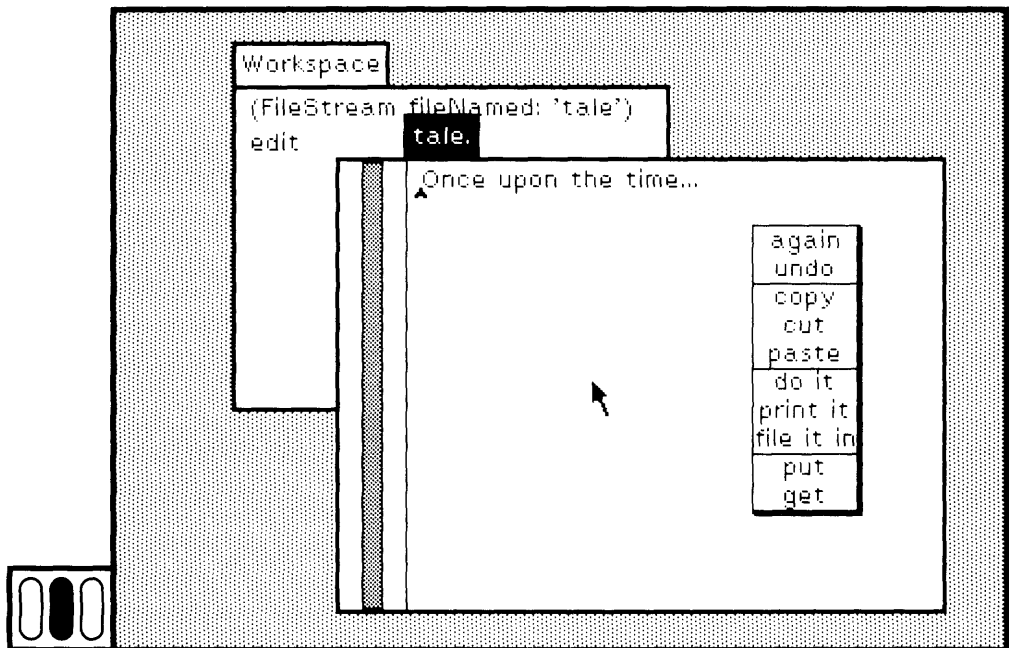 Workspace
(FileStream fileNamed: 'tale')
edit
tale.
Once upon the time...
again
undo
copy
cut
paste
do it
print it
file it in
put
get